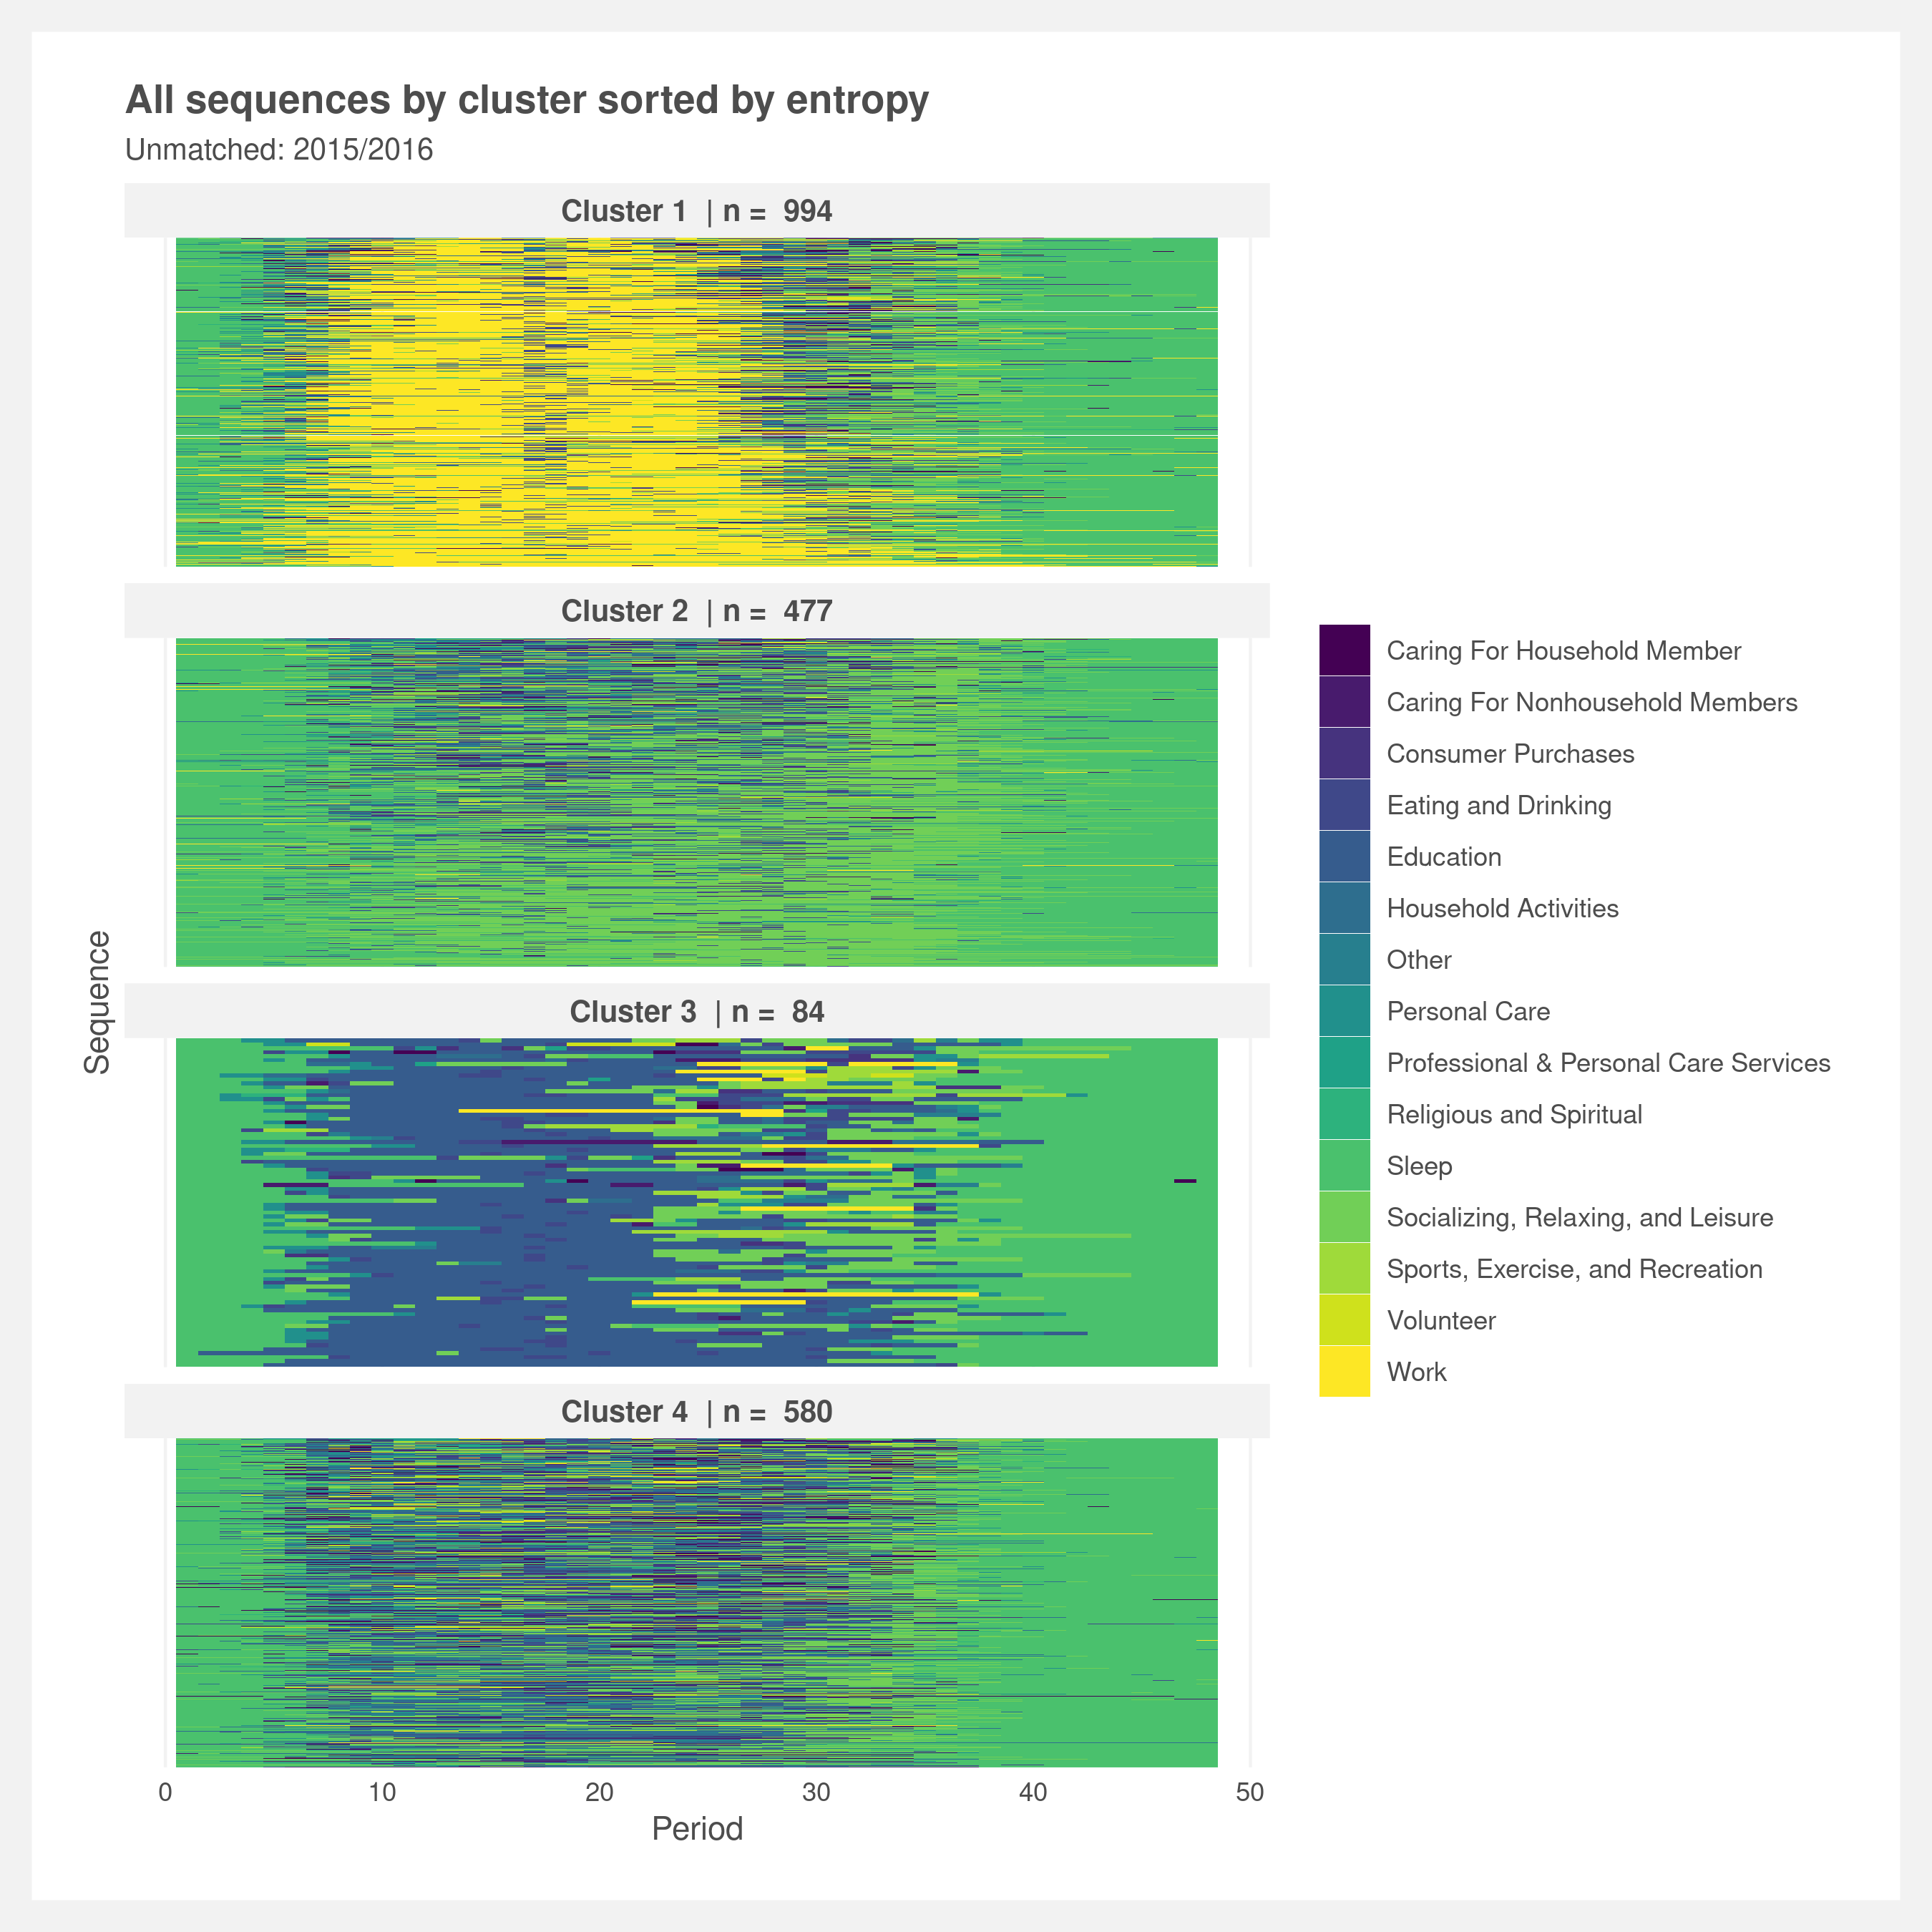 All sequences by cluster sorted by entropy
Unmatched: 2015/2016
Cluster 1 | n = 994
Cluster 2 | n = 477
Cluster 3 | n = 84
Cluster 4 | n = 580
Sequence
0 10 20 30 40 50
Period
Caring For Household Member
Caring For Nonhousehold Members
Consumer Purchases
Eating and Drinking
Education
Household Activities
Other
Personal Care
Professional & Personal Care Services
Religious and Spiritual
Sleep
Socializing, Relaxing, and Leisure
Sports, Exercise, and Recreation
Volunteer
Work